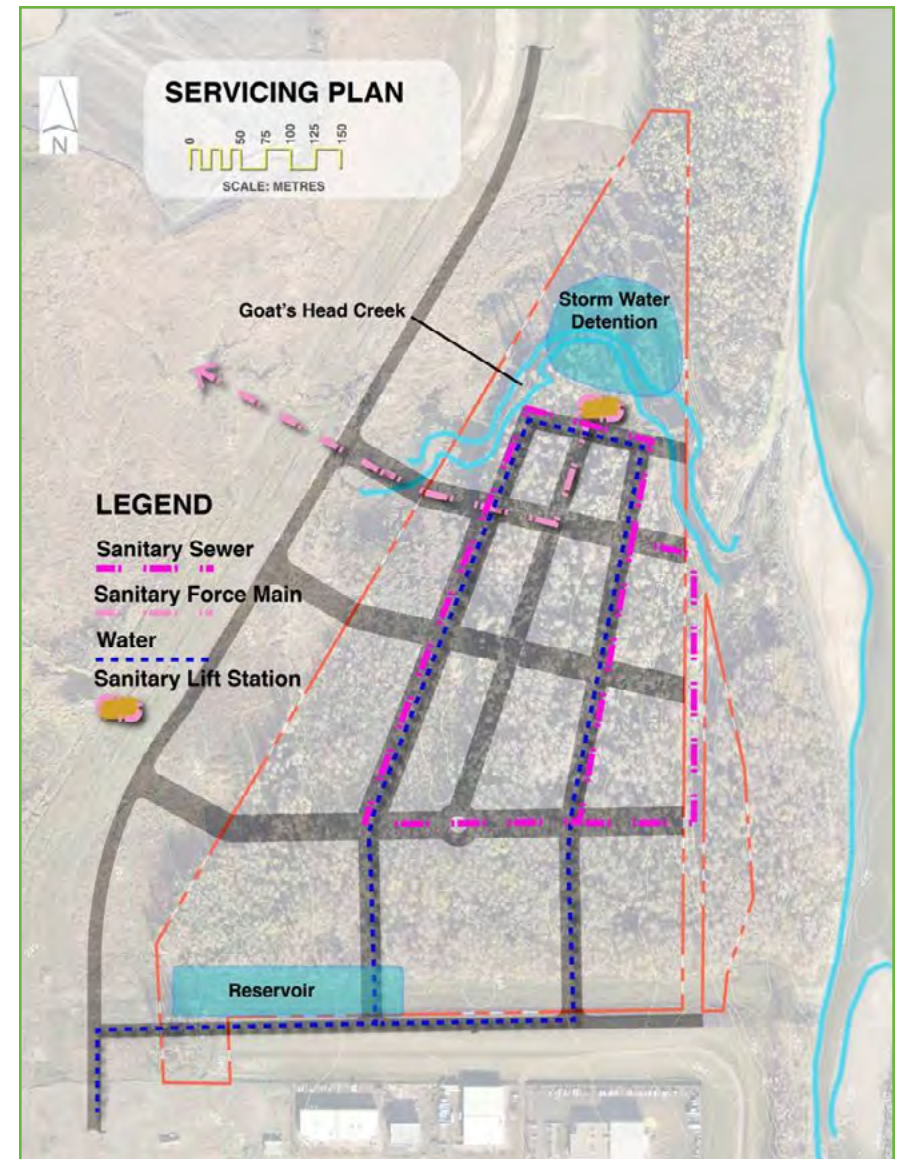 SERVICING PLAN
0 50 75 100 125 150
SCALE: METRES
N
Storm Water
Detention
Goat's Head Creek
LEGEND
Sanitary Sewer
Sanitary Force Main
Water
Sanitary Lift Station
Reservoir